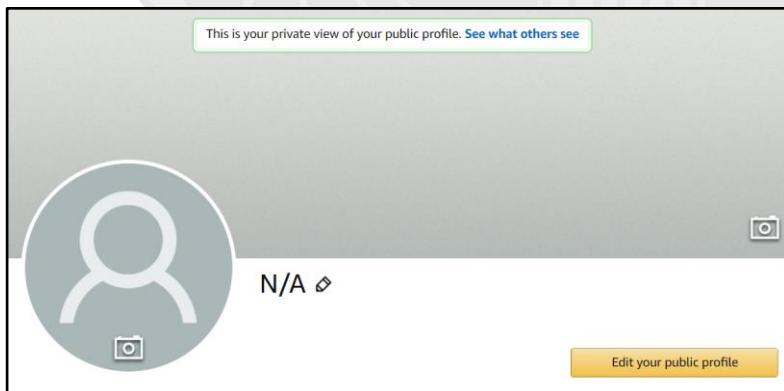 This is your private view of your public profile. See what others see
N/A
Edit your public profile